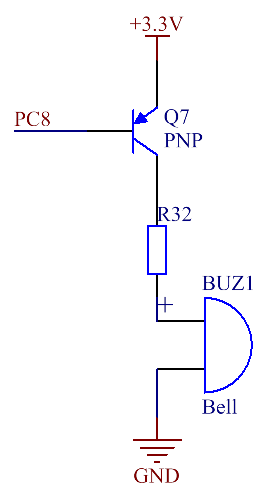 +3.3V
PC8
Q7
PNP
R32
+
BUZ1
Bell
GND